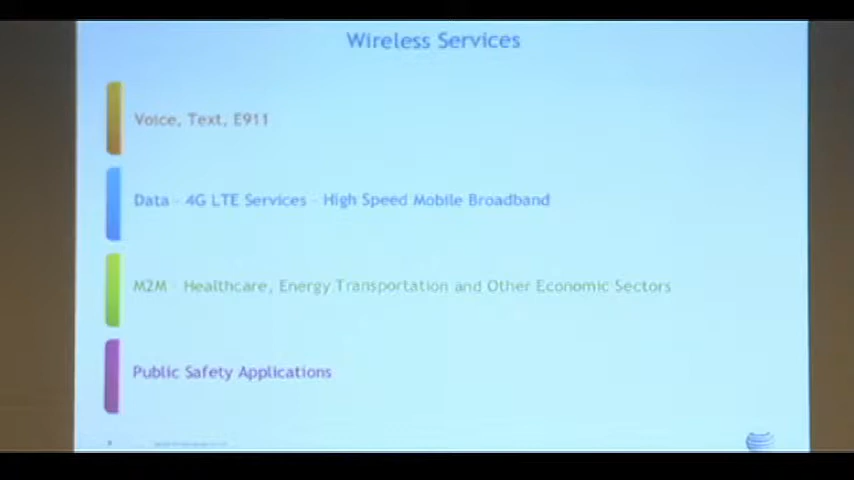 Wireless Services
Voice, Text, E911
Data - 4G LTE Services - High Speed Mobile Broadband
M2M - Healthcare, Energy Transportation and Other Economic Sectors
Public Safety Applications